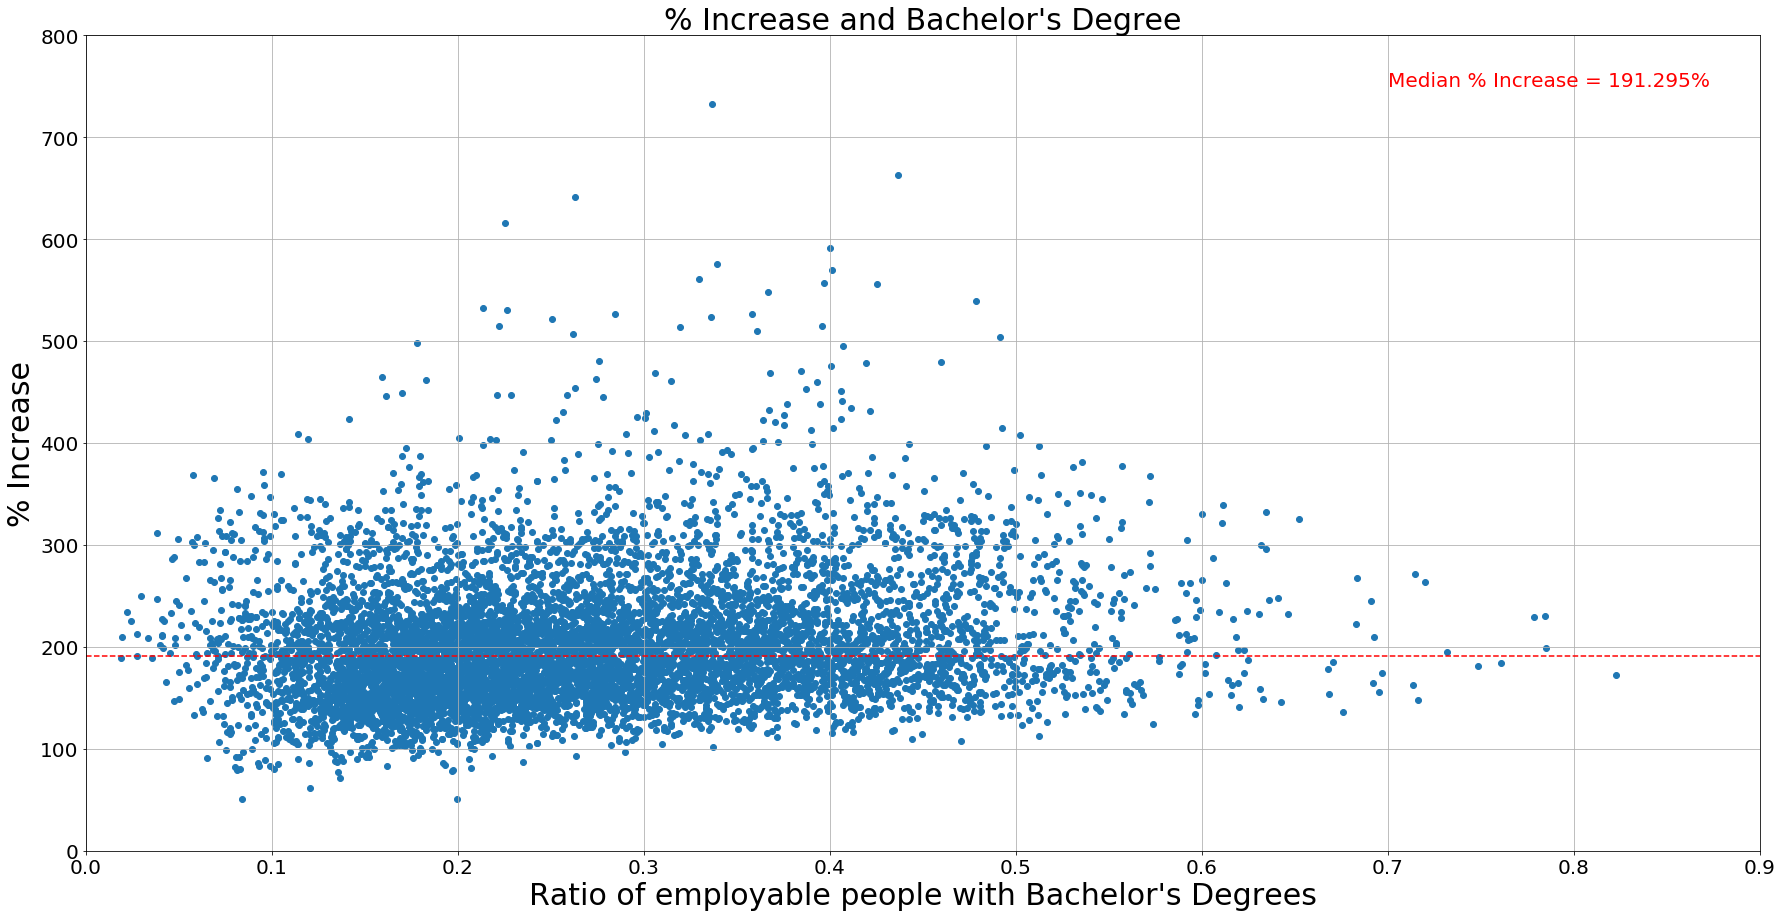 % Increase and Bachelor's Degree
800
700
600
500
400
300
200
100
0
% Increase
Median % Increase = 191.295%
0.0 0.1 0.2 0.3 0.4 0.5 0.6 0.7 0.8 0.9
Ratio of employable people with Bachelor's Degrees